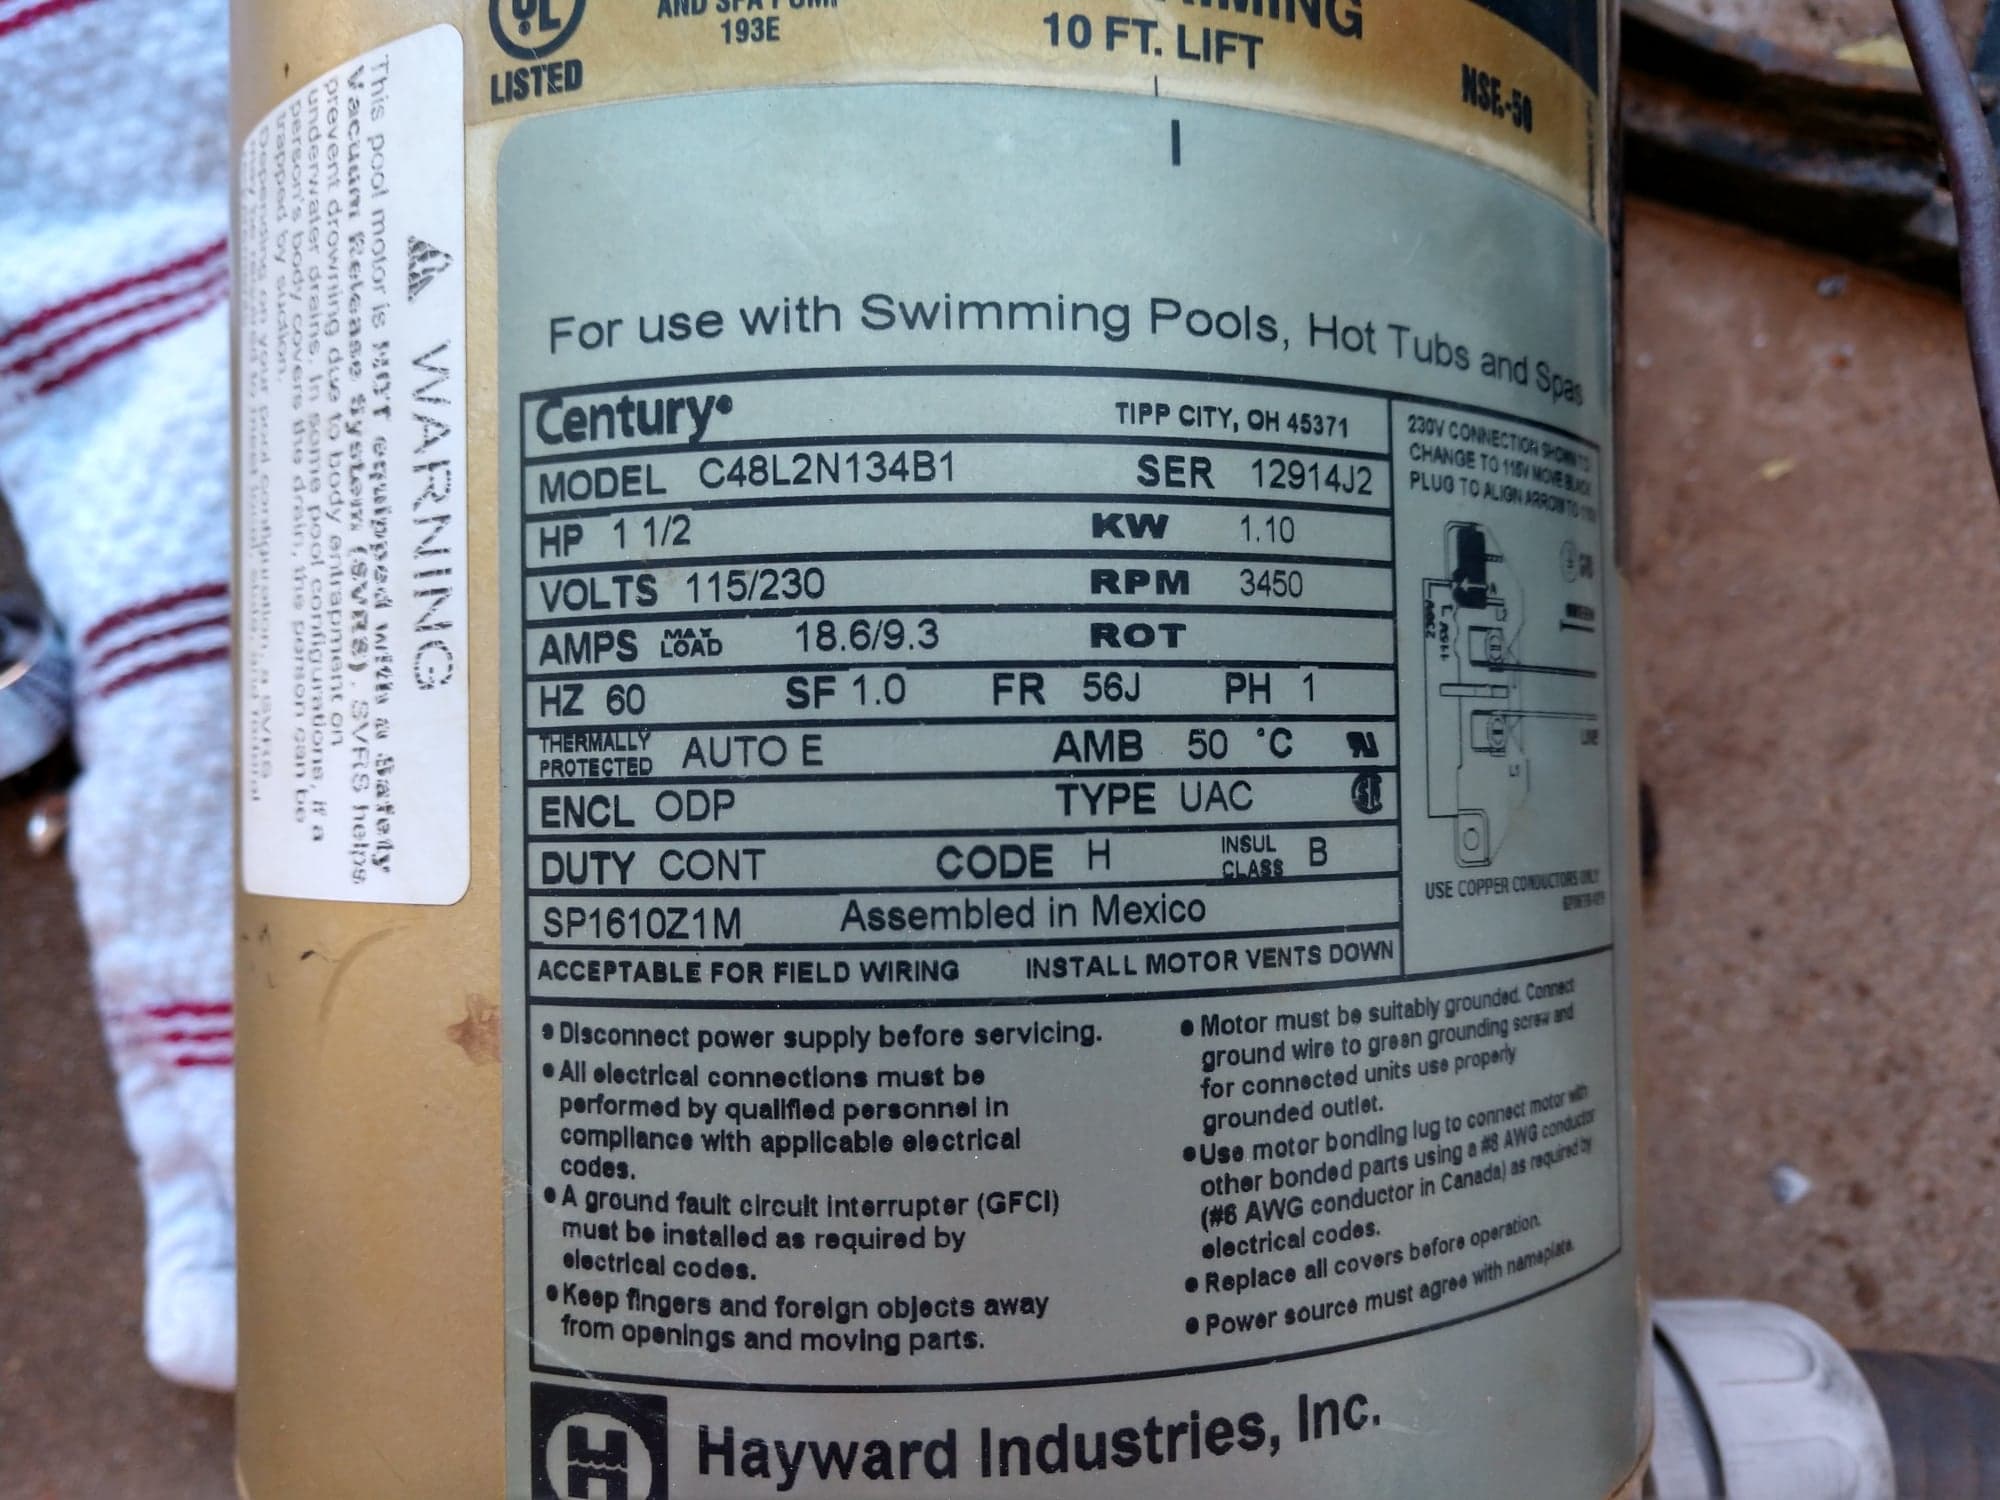 UL
LISTED
193E
10 FT. LIFT
NSF-50
For use with Swimming Pools, Hot Tubs and Spas
Century TIPP CITY, OH 45371
MODEL C48L2N134B1 SER 12914J2
HP 1 1/2 KW 1.10
VOLTS 115/230 RPM 3450
AMPS MAX LOAD 18.6/9.3 ROT
HZ 60 SF 1.0 FR 56J PH 1
THERMALLY PROTECTED AUTO E AMB 50 °C
ENCL ODP TYPE UAC
DUTY CONT CODE H INSUL CLASS B
SP1610Z1M Assembled in Mexico
ACCEPTABLE FOR FIELD WIRING INSTALL MOTOR VENTS DOWN
230V CONNECTION SHOWN TO
CHANGE TO 115V MOVE BLACK
PLUG TO ALIGN ARROW TO 115V
A
L2
L1
LINE
USE COPPER CONDUCTORS ONLY
• Disconnect power supply before servicing.
• All electrical connections must be
performed by qualified personnel in
compliance with applicable electrical
codes.
• A ground fault circuit interrupter (GFCI)
must be installed as required by
electrical codes.
• Keep fingers and foreign objects away
from openings and moving parts.
• Motor must be suitably grounded. Connect
ground wire to green grounding screw and
for connected units use properly
grounded outlet.
• Use motor bonding lug to connect motor with
other bonded parts using a #8 AWG conductor
(#6 AWG conductor in Canada) as required by
electrical codes.
• Replace all covers before operation.
• Power source must agree with nameplate.
H
Hayward Industries, Inc.
WARNING
This pool motor is NOT equipped with a Safety
Vacuum Release System (SVRS). SVRS helps
prevent drowning due to body entrapment on
underwater drains. In some pool configurations, if a
person's body covers the drain, the person can be
trapped by suction.
Depending on your pool configuration, a SVRS